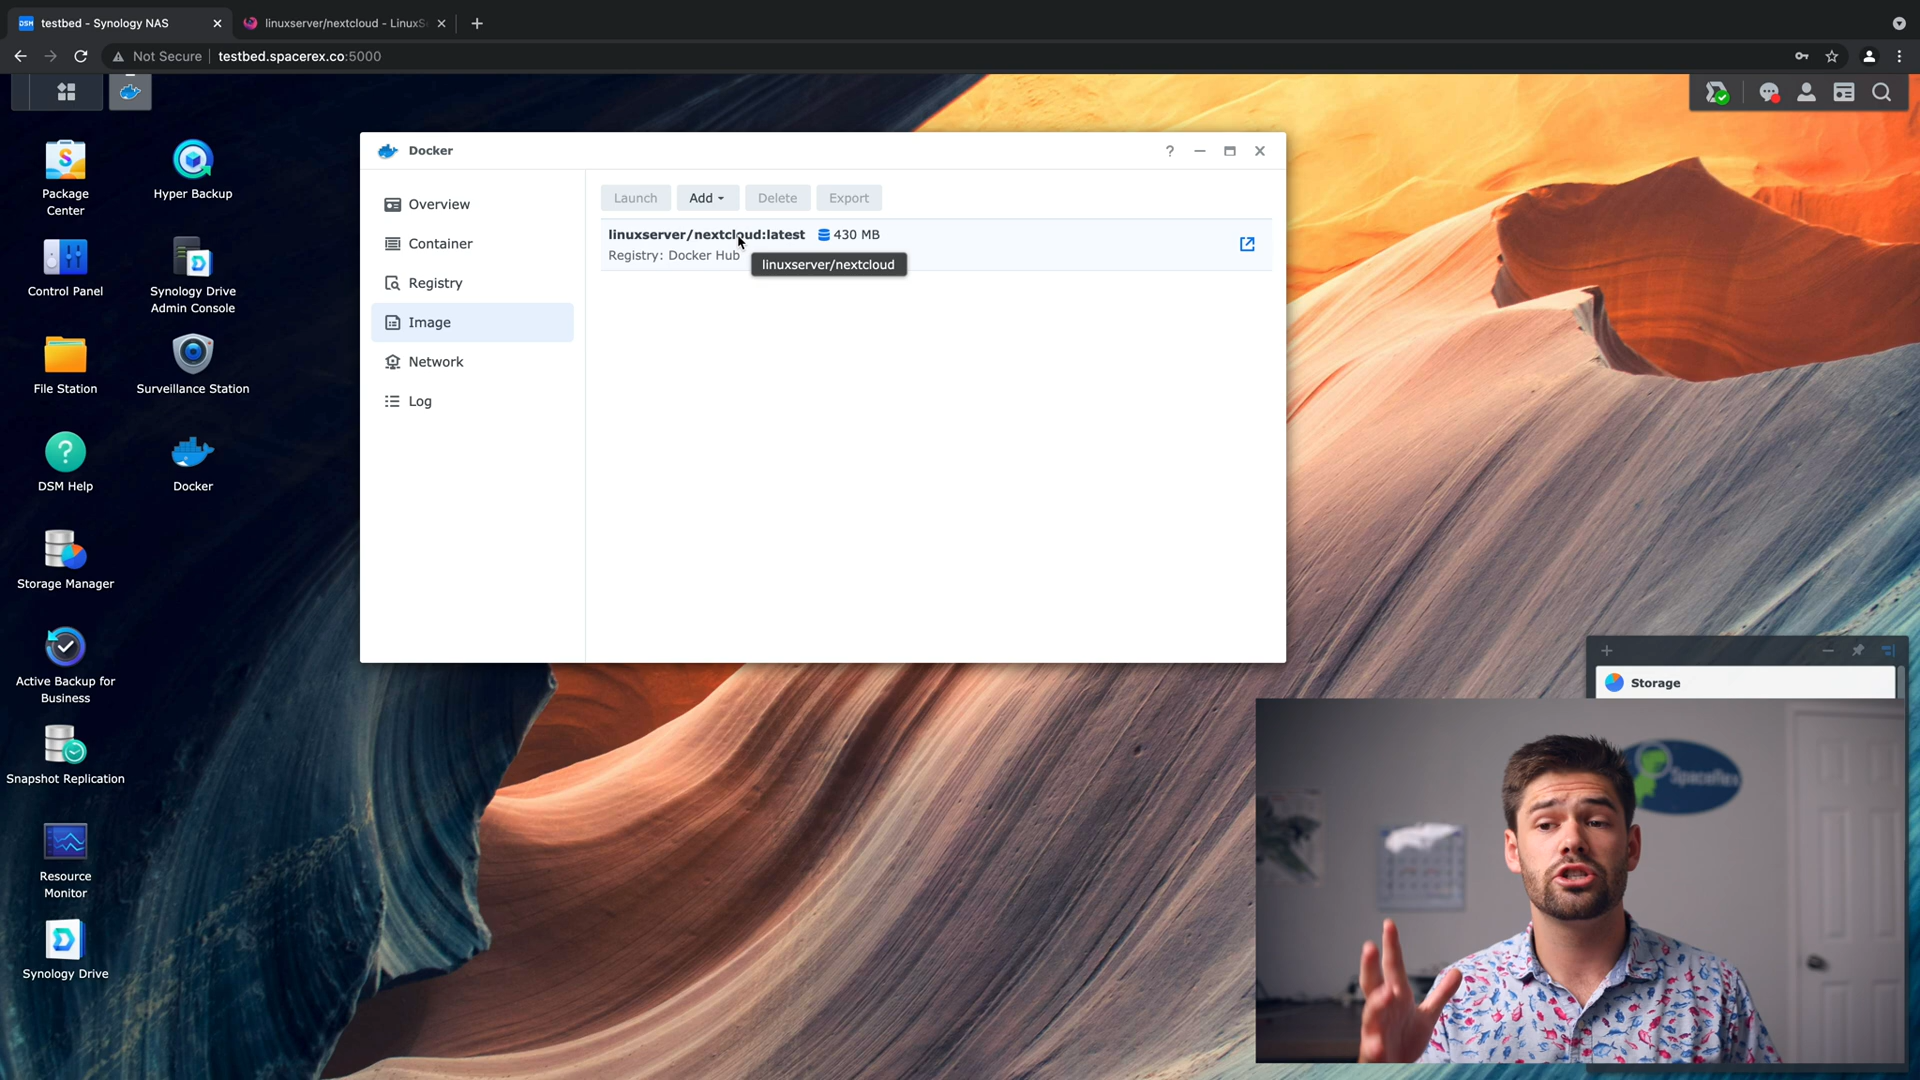 testbed - Synology NAS
linuxserver/nextcloud - LinuxS
Not Secure
testbed.spacerex.co:5000
Package
Center
Hyper Backup
Control Panel
Synology Drive
Admin Console
File Station
Surveillance Station
DSM Help
Docker
Storage Manager
Active Backup for
Business
Snapshot Replication
Resource
Monitor
Synology Drive
Docker
Overview
Container
Registry
Image
Network
Log
Launch
Add
Delete
Export
linuxserver/nextcloud:latest
430 MB
Registry: Docker Hub
linuxserver/nextcloud
Storage
SpaceRex